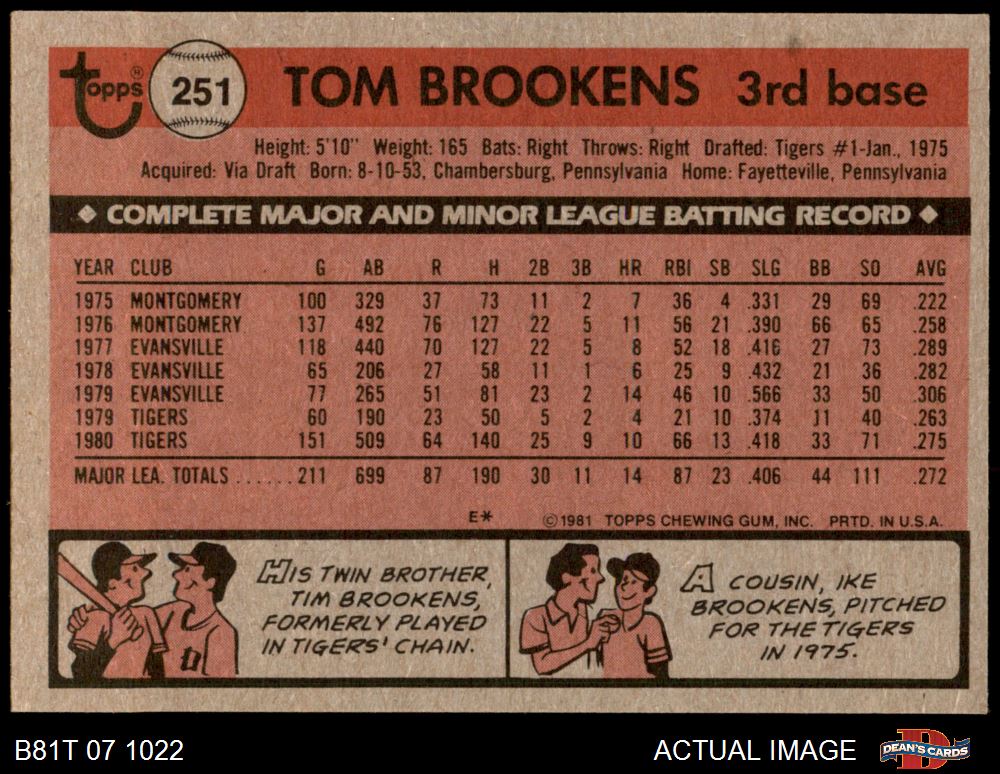 Topps® 251 TOM BROOKENS 3rd base
Height: 5'10" Weight: 165 Bats: Right Throws: Right Drafted: Tigers #1-Jan., 1975
Acquired: Via Draft Born: 8-10-53, Chambersburg, Pennsylvania Home: Fayetteville, Pennsylvania
◆ COMPLETE MAJOR AND MINOR LEAGUE BATTING RECORD ◆
YEAR CLUB G AB R H 2B 3B HR RBI SB SLG BB SO AVG
1975 MONTGOMERY 100 329 37 73 11 2 7 36 4 .331 29 69 .222
1976 MONTGOMERY 137 492 76 127 22 5 11 56 21 .390 66 65 .258
1977 EVANSVILLE 118 440 70 127 22 5 8 52 18 .416 27 73 .289
1978 EVANSVILLE 65 206 27 58 11 1 6 25 9 .432 21 36 .282
1979 EVANSVILLE 77 265 51 81 23 2 14 46 10 .566 33 50 .306
1979 TIGERS 60 190 23 50 5 2 4 21 10 .374 11 40 .263
1980 TIGERS 151 509 64 140 25 9 10 66 13 .418 33 71 .275
MAJOR LEA. TOTALS ......211 699 87 190 30 11 14 87 23 .406 44 111 .272
E* ©1981 TOPPS CHEWING GUM, INC. PRTD. IN U.S.A.
HIS TWIN BROTHER,
TIM BROOKENS,
FORMERLY PLAYED
IN TIGERS' CHAIN.
A COUSIN, IKE
BROOKENS, PITCHED
FOR THE TIGERS
IN 1975.
B81T 07 1022 ACTUAL IMAGE DEAN'S CARDS